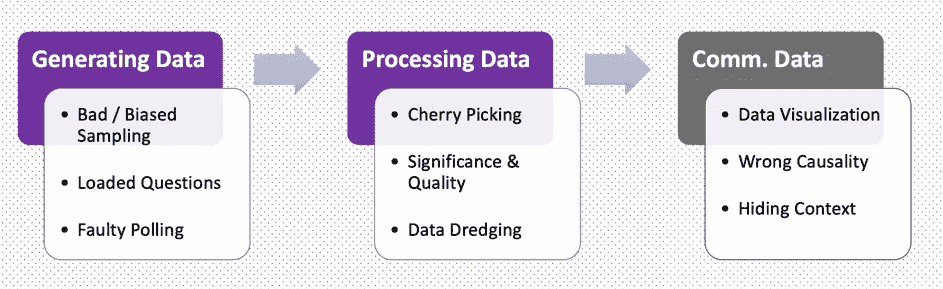 Generating Data
• Bad / Biased
Sampling
• Loaded Questions
• Faulty Polling
Processing Data
• Cherry Picking
• Significance &
Quality
• Data Dredging
Comm. Data
• Data Visualization
• Wrong Causality
• Hiding Context